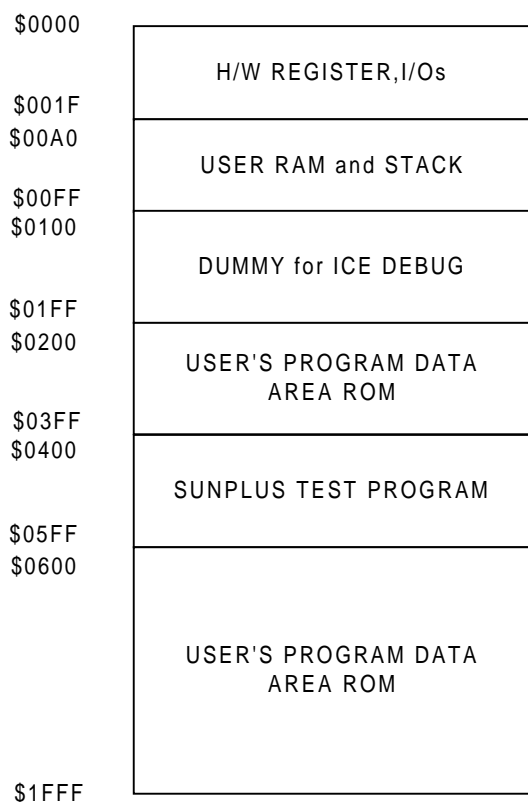 $0000
H/W REGISTER,I/Os
$001F
$00A0
USER RAM and STACK
$00FF
$0100
DUMMY for ICE DEBUG
$01FF
$0200
USER'S PROGRAM DATA
AREA ROM
$03FF
$0400
SUNPLUS TEST PROGRAM
$05FF
$0600
USER'S PROGRAM DATA
AREA ROM
$1FFF